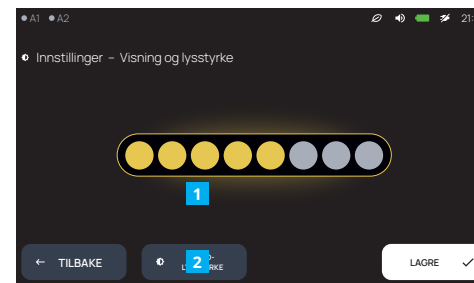 A1 A2 21:
Innstillinger – Visning og lysstyrke
1
← TILBAKE
2
LAGRE ✓